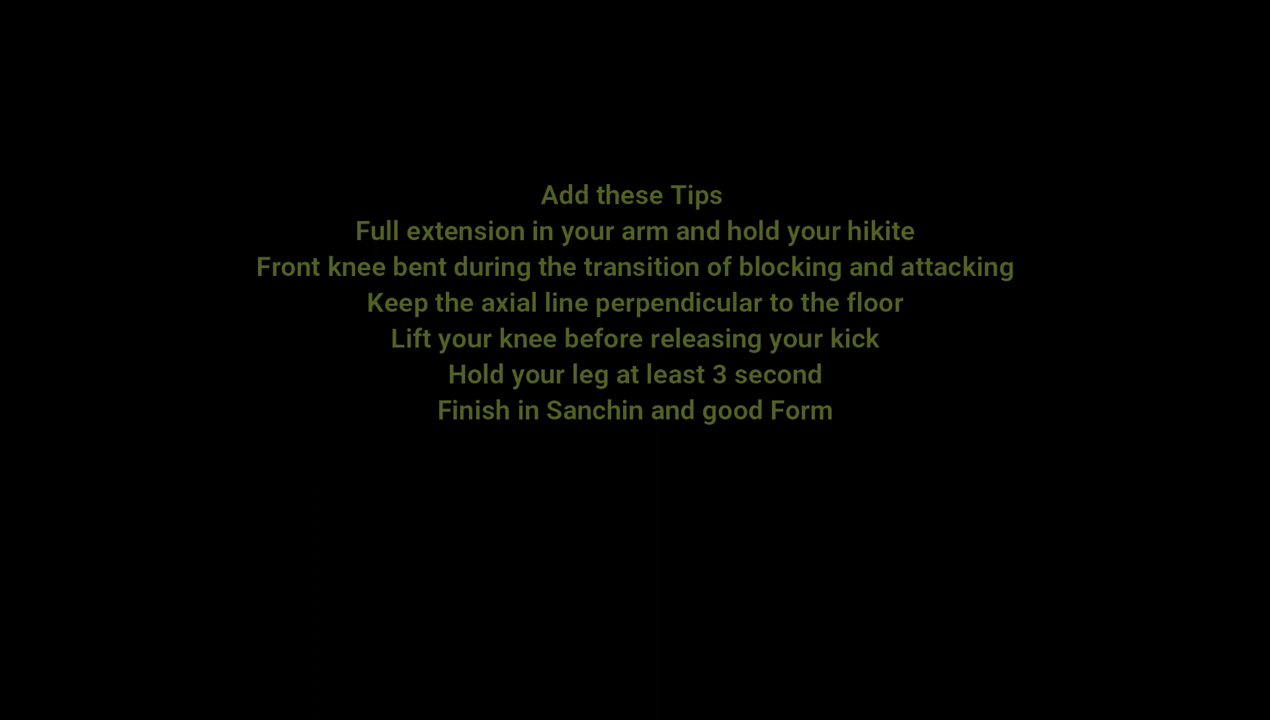 Add these Tips
Full extension in your arm and hold your hikite
Front knee bent during the transition of blocking and attacking
Keep the axial line perpendicular to the floor
Lift your knee before releasing your kick
Hold your leg at least 3 second
Finish in Sanchin and good Form